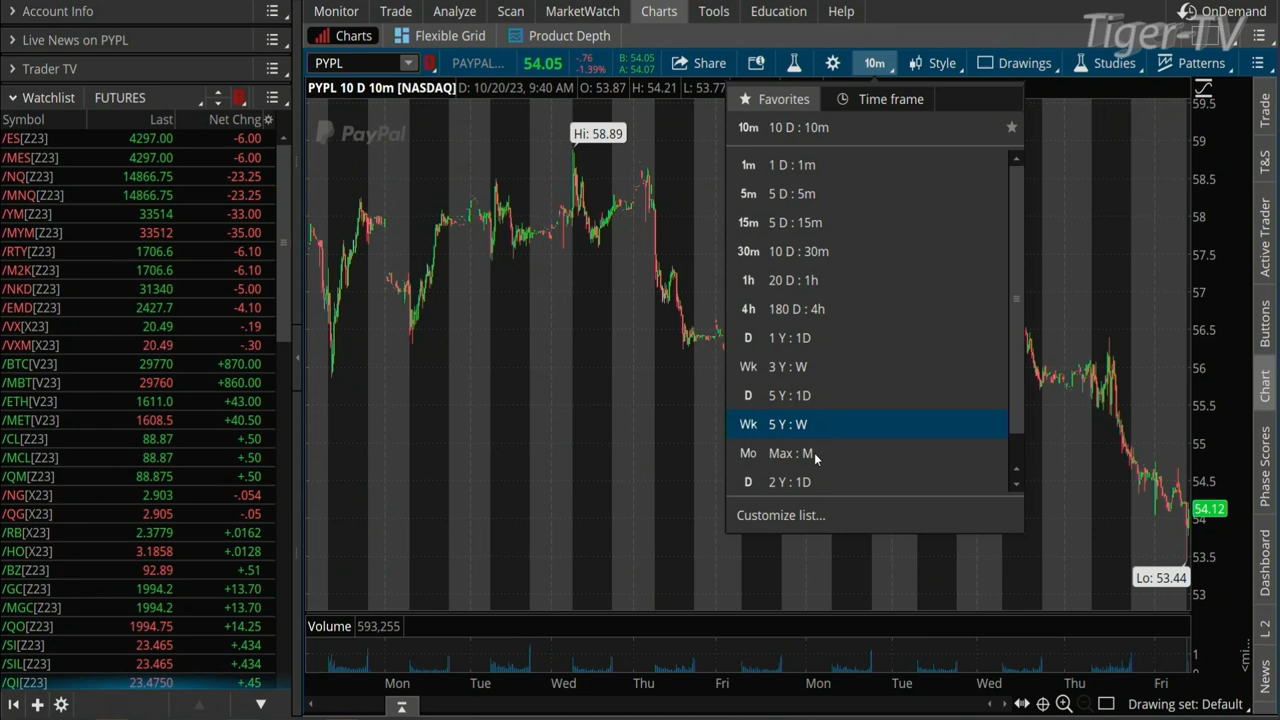 Account Info
Live News on PYPL
Trader TV
Watchlist FUTURES
Symbol Last Net Chng
/ES[Z23] 4297.00 -6.00
/MES[Z23] 4297.00 -6.00
/NQ[Z23] 14866.75 -23.25
/MNQ[Z23] 14866.75 -23.25
/YM[Z23] 33514 -33.00
/MYM[Z23] 33512 -35.00
/RTY[Z23] 1706.6 -6.10
/M2K[Z23] 1706.6 -6.10
/NKD[Z23] 31340 -5.00
/EMD[Z23] 2427.7 -4.10
/VX[X23] 20.49 -.19
/VXM[X23] 20.49 -.30
/BTC[V23] 29770 +870.00
/MBT[V23] 29760 +860.00
/ETH[V23] 1611.0 +43.00
/MET[V23] 1608.5 +40.50
/CL[Z23] 88.87 +.50
/MCL[Z23] 88.87 +.50
/QM[Z23] 88.875 +.50
/NG[X23] 2.903 -.054
/QG[X23] 2.905 -.05
/RB[X23] 2.3779 +.0162
/HO[X23] 3.1858 +.0128
/BZ[Z23] 92.89 +.51
/GC[Z23] 1994.2 +13.70
/MGC[Z23] 1994.2 +13.70
/QO[Z23] 1994.75 +14.25
/SI[Z23] 23.465 +.434
/SIL[Z23] 23.465 +.434
/QI[Z23] 23.4750 +.45
Monitor Trade Analyze Scan MarketWatch Charts Tools Education Help OnDemand
Tiger-TV
Charts Flexible Grid Product Depth
PYPL PAYPAL... 54.05 -.76 -1.39% B: 54.05 A: 54.07 Share 10m Style Drawings Studies Patterns
PYPL 10 D 10m [NASDAQ] D: 10/20/23, 9:40 AM O: 53.87 H: 54.21 L: 53.77
PayPal
Hi: 58.89
Favorites Time frame
10m 10 D : 10m
1m 1 D : 1m
5m 5 D : 5m
15m 5 D : 15m
30m 10 D : 30m
1h 20 D : 1h
4h 180 D : 4h
D 1 Y : 1D
Wk 3 Y : W
D 5 Y : 1D
Wk 5 Y : W
Mo Max : M
D 2 Y : 1D
Customize list...
59.5
59
58.5
58
57.5
57
56.5
56
55.5
55
54.5
54.12
54
53.5
53
Lo: 53.44
Volume 593,255
1
0
Mon Tue Wed Thu Fri Mon Tue Wed Thu Fri
Drawing set: Default
Trade
Active Trader
Buttons
Chart
Phase Scores
Dashboard
L 2
News
<mi...
T&S